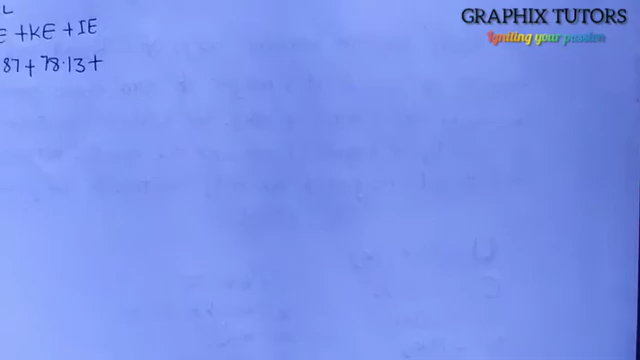 L
E + KE + IE
87 + 78.13 +
GRAPHIX TUTORS
Igniting your passion